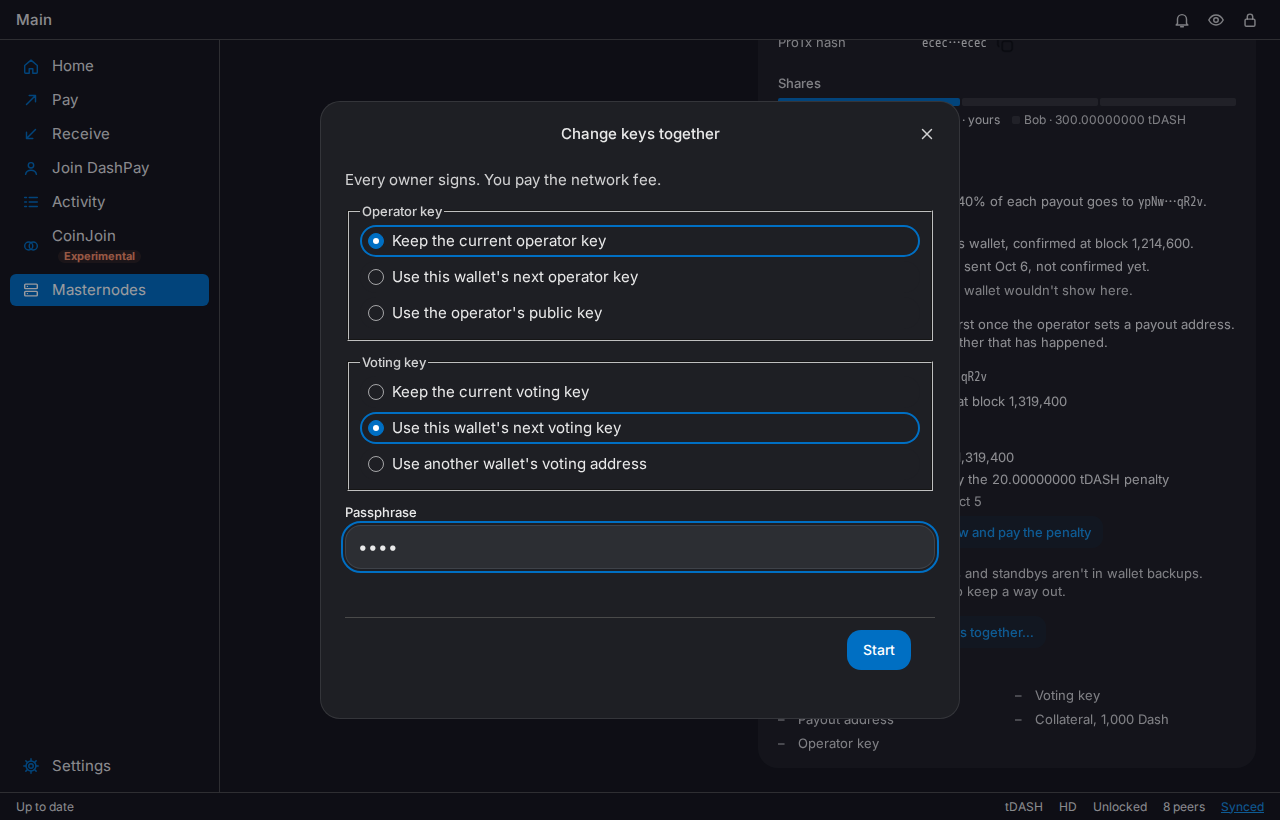 Main
Home
Pay
Receive
Join DashPay
Activity
CoinJoin
Experimental
Masternodes
Settings
ProTx hash ecec…ecec
Shares
· yours Bob · 300.00000000 tDASH
40% of each payout goes to ypNw…qR2v.
s wallet, confirmed at block 1,214,600.
sent Oct 6, not confirmed yet.
wallet wouldn't show here.
rst once the operator sets a payout address.
ther that has happened.
qR2v
at block 1,319,400
1,319,400
y the 20.00000000 tDASH penalty
ct 5
w and pay the penalty
and standbys aren't in wallet backups.
o keep a way out.
s together…
– Voting key
– Payout address
– Collateral, 1,000 Dash
– Operator key
Change keys together
Every owner signs. You pay the network fee.
Operator key
Keep the current operator key
Use this wallet's next operator key
Use the operator's public key
Voting key
Keep the current voting key
Use this wallet's next voting key
Use another wallet's voting address
Passphrase
••••
Start
Up to date
tDASH HD Unlocked 8 peers Synced